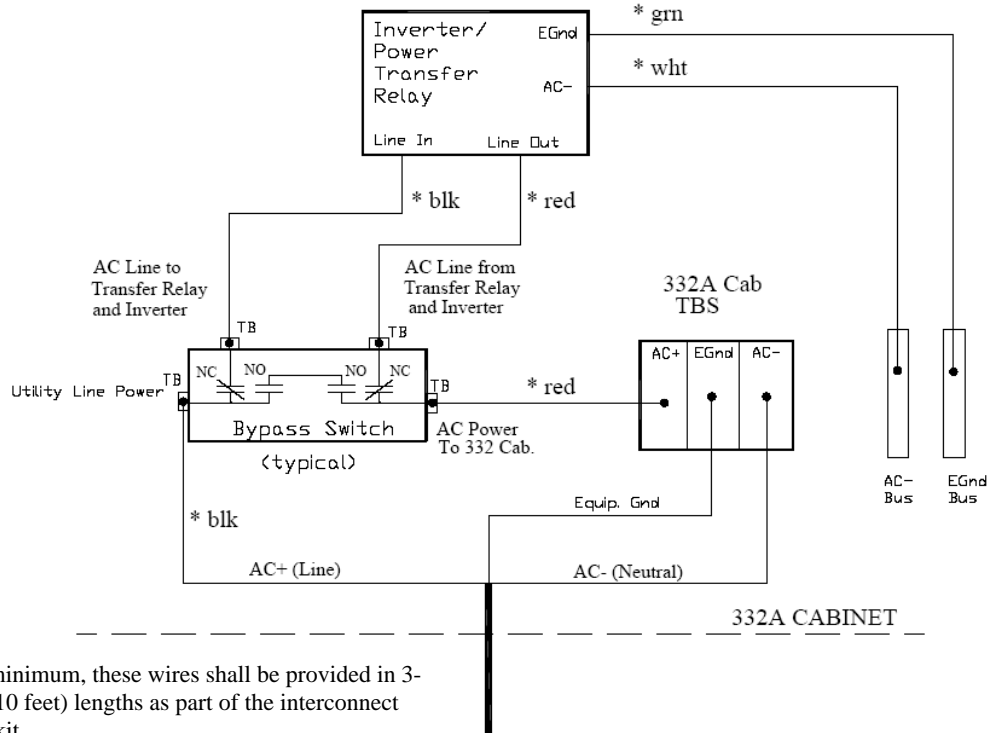 * grn
Inverter/
Power
Transfer
Relay
EGnd
* wht
AC-
Line In
Line Out
* blk
* red
AC Line to
Transfer Relay
and Inverter
AC Line from
Transfer Relay
and Inverter
332A Cab
TBS
TB
TB
AC+
EGnd
AC-
NC
NO
NO
NC
Utility Line Power
TB
TB
* red
Bypass Switch
(typical)
AC Power
To 332 Cab.
AC-
Bus
EGnd
Bus
Equip. Gnd
* blk
AC+ (Line)
AC- (Neutral)
332A CABINET
minimum, these wires shall be provided in 3-
10 feet) lengths as part of the interconnect
kit